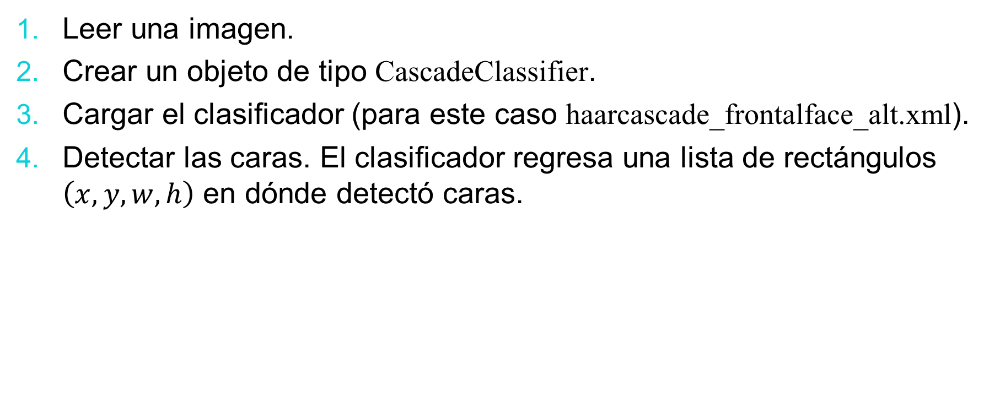 1. Leer una imagen.
2. Crear un objeto de tipo CascadeClassifier.
3. Cargar el clasificador (para este caso haarcascade_frontalface_alt.xml).
4. Detectar las caras. El clasificador regresa una lista de rectángulos
(x, y, w, h) en dónde detectó caras.